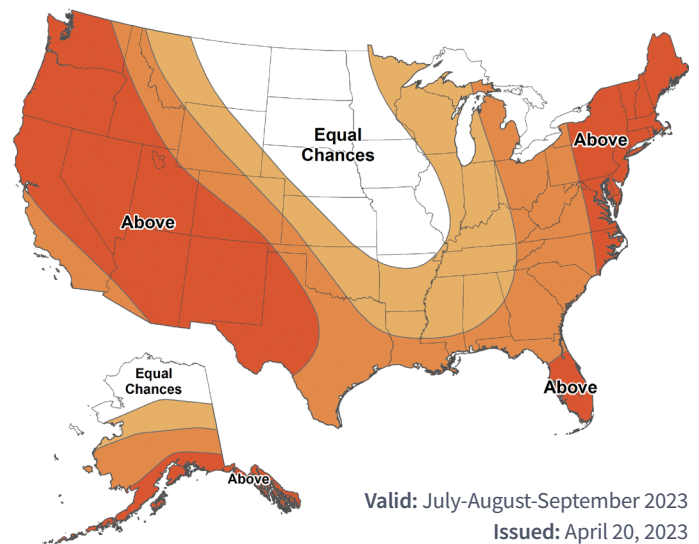 Equal
Chances
Above
Above
Above
Equal
Chances
Above
Valid: July-August-September 2023
Issued: April 20, 2023